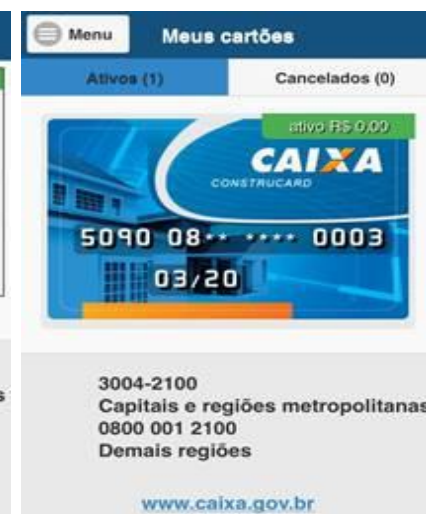 Menu
Meus cartões
Ativos (1)
Cancelados (0)
ativo R$ 0,00
CAIXA
CONSTRUCARD
5090 08** **** 0003
03/20
s
3004-2100
Capitais e regiões metropolitanas
0800 001 2100
Demais regiões
www.caixa.gov.br